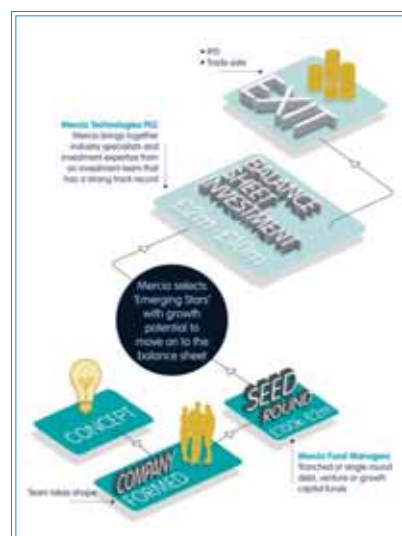 • IPO
• Trade sale
EXIT
Mercia Technologies PLC
Mercia brings together
industry specialists and
investment expertise from
an investment team that
has a strong track record
BALANCE
SHEET
INVESTMENT
Mercia selects
'Emerging Stars'
with growth
potential to
move on to the
balance sheet
CONCEPT
SEED
ROUND
COMPANY
FORMED
Team takes shape
Mercia Fund Managers
Tranched or single round
debt, venture or growth
capital funds